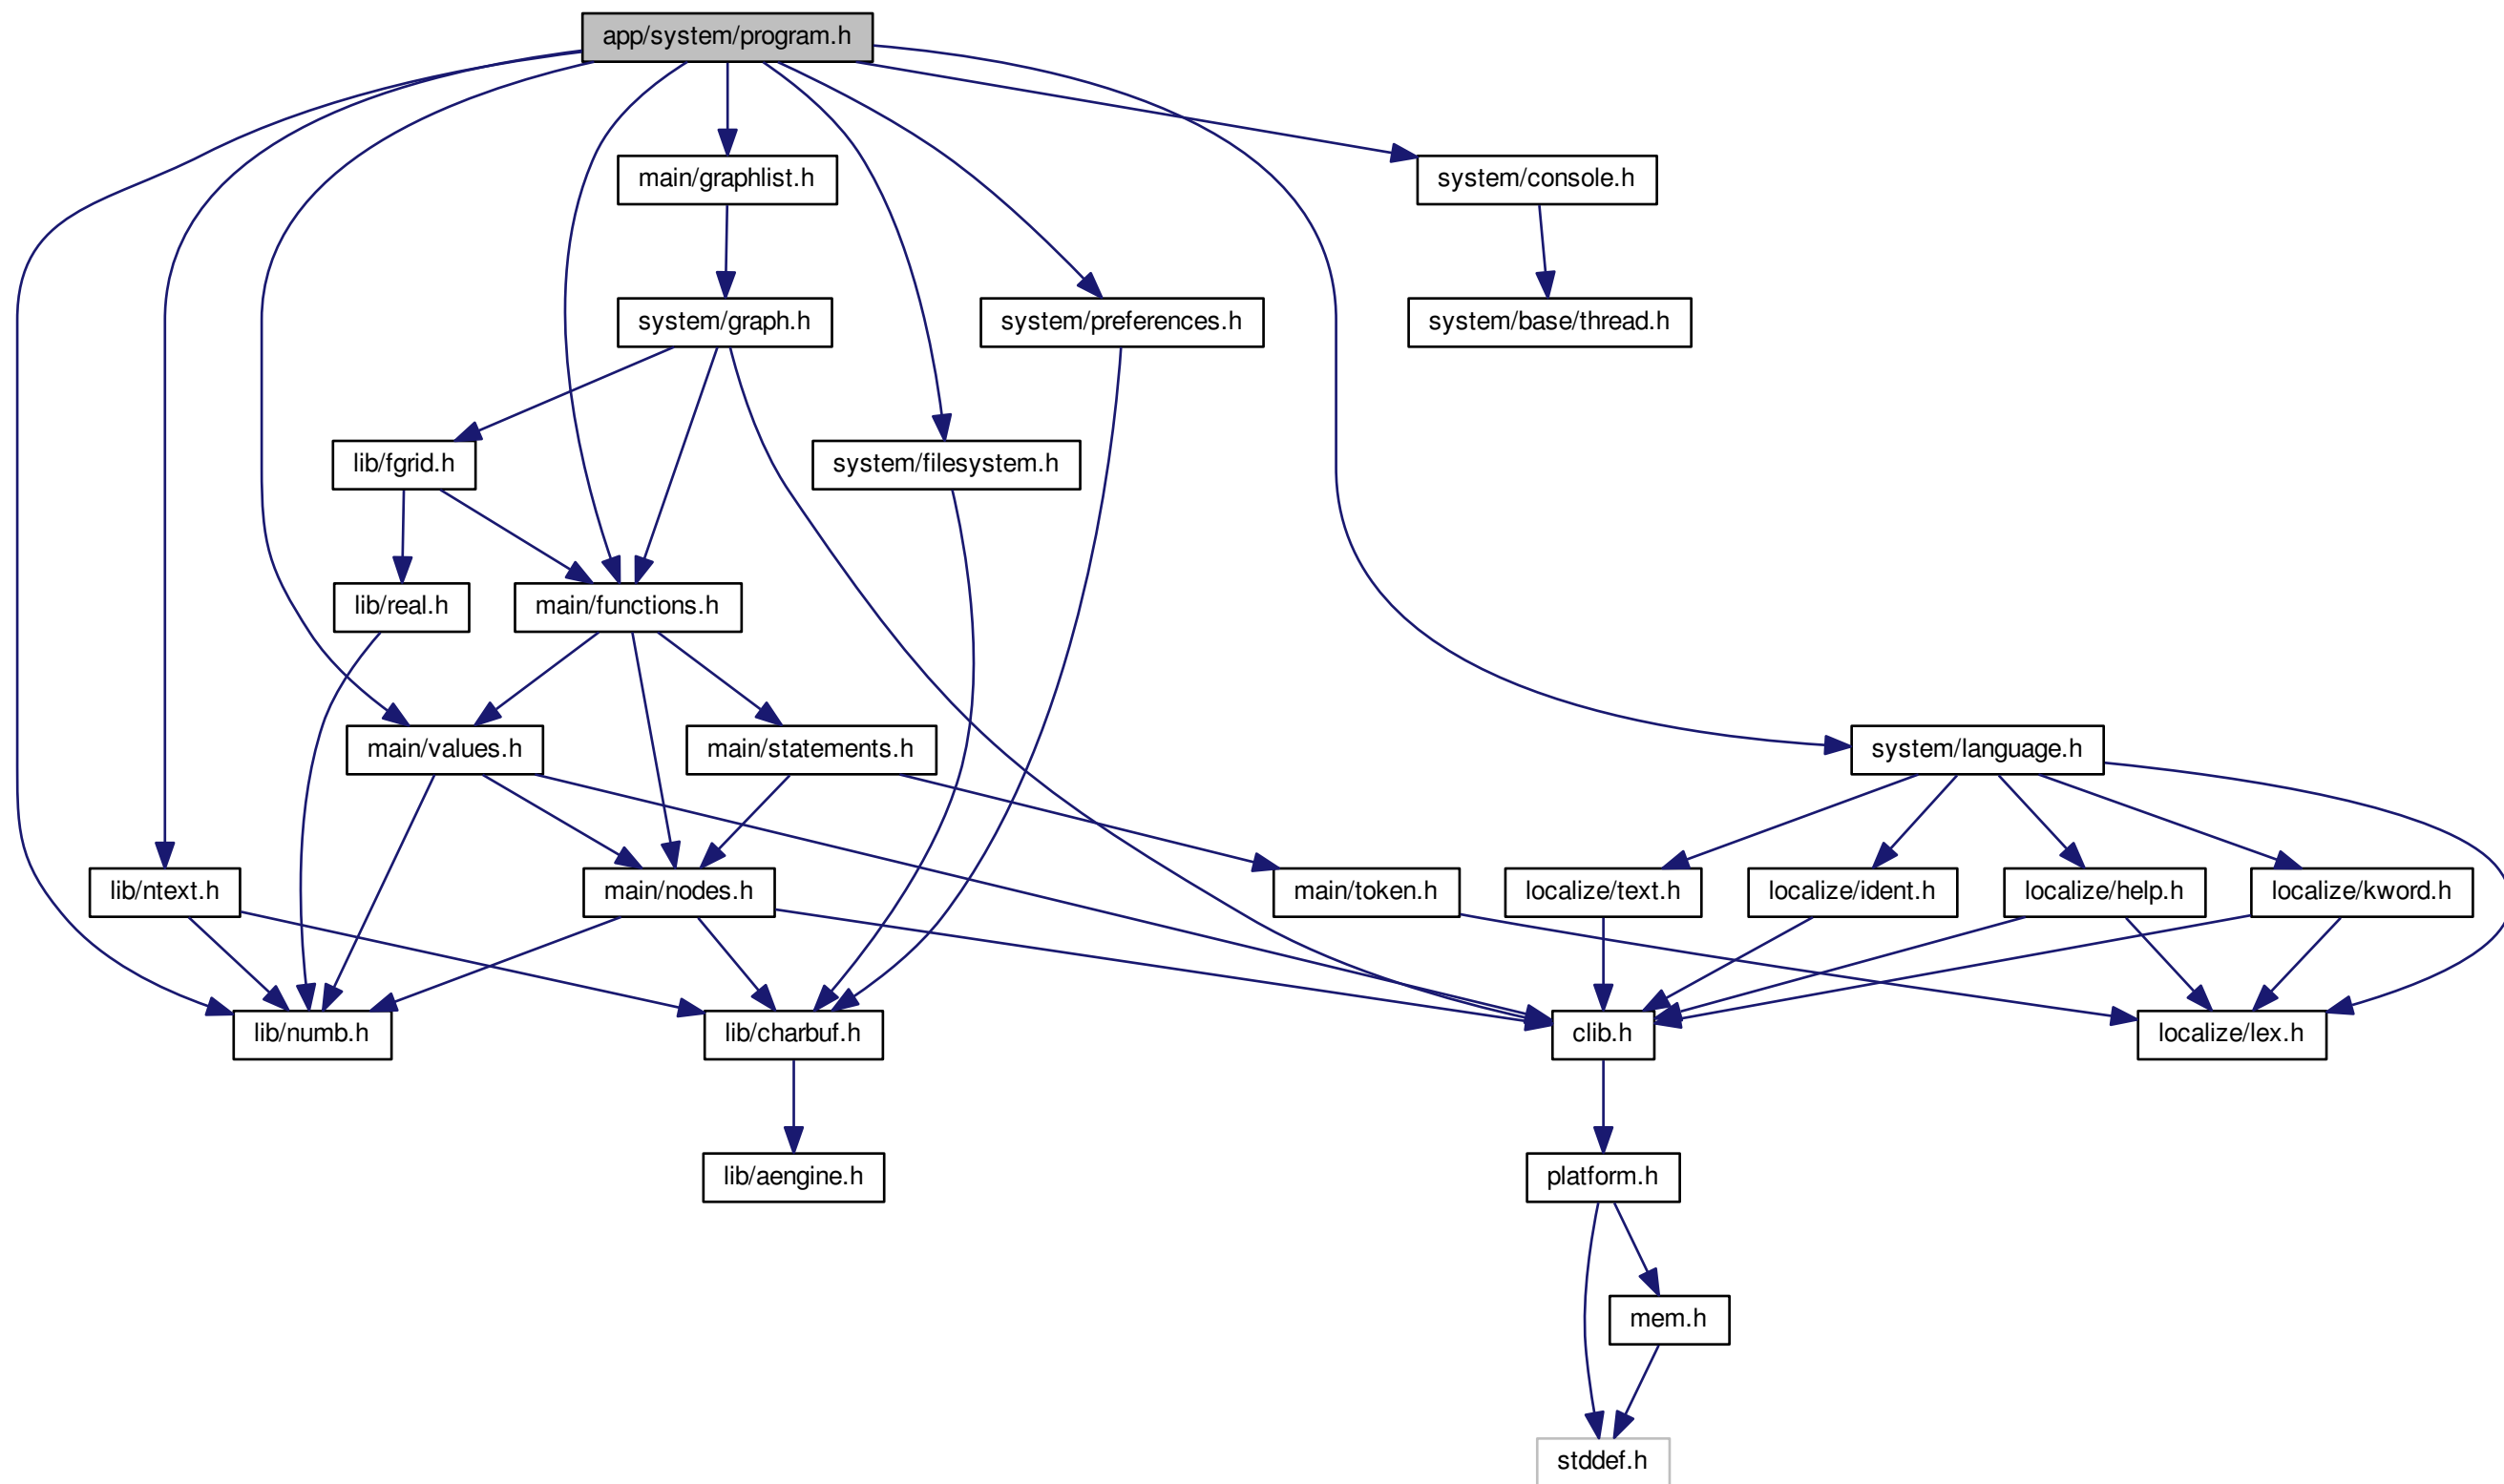 app/system/program.h
main/graphlist.h
system/console.h
system/graph.h
system/preferences.h
system/base/thread.h
lib/fgrid.h
system/filesystem.h
lib/real.h
main/functions.h
main/values.h
main/statements.h
system/language.h
lib/ntext.h
main/nodes.h
main/token.h
localize/text.h
localize/ident.h
localize/help.h
localize/kword.h
lib/numb.h
lib/charbuf.h
clib.h
localize/lex.h
lib/aengine.h
platform.h
mem.h
stddef.h